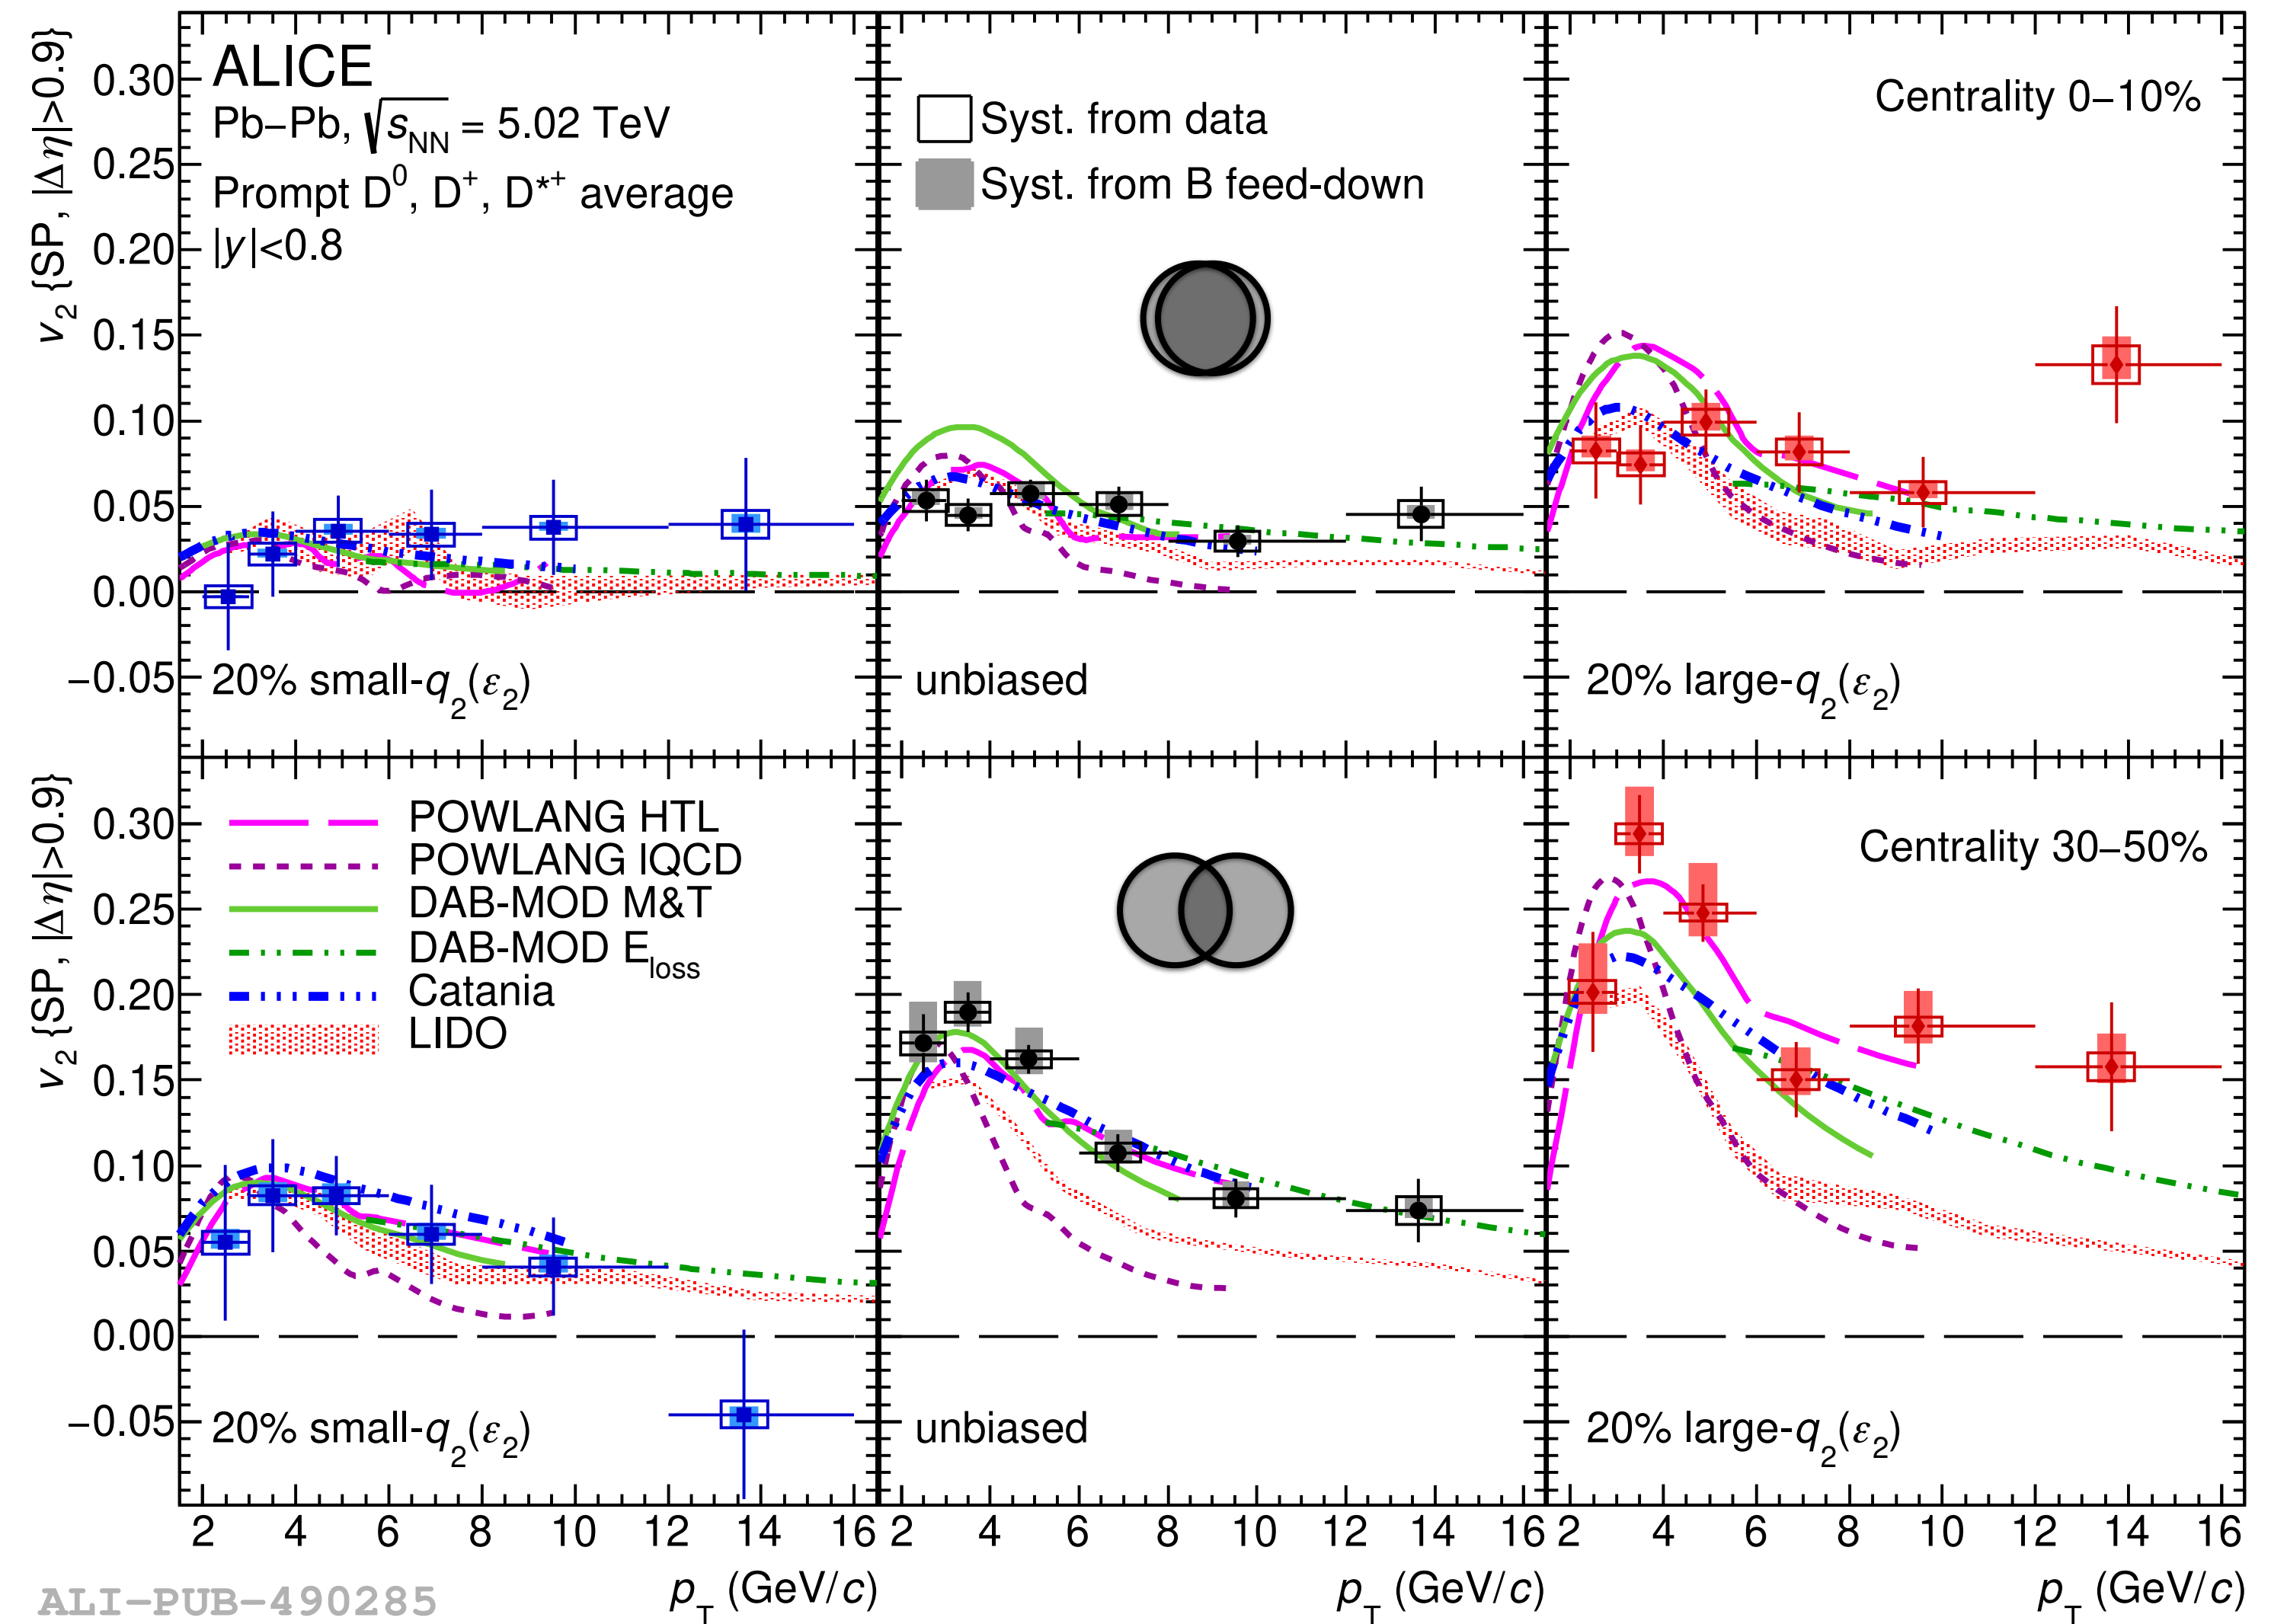 ALICE
Pb–Pb, √sNN = 5.02 TeV
Prompt D0, D+, D*+ average
|y|<0.8
Syst. from data
Syst. from B feed-down
Centrality 0–10%
v2 {SP, |Δη|>0.9}
0.30
0.25
0.20
0.15
0.10
0.05
0.00
−0.05
20% small-q2(ε2)
unbiased
20% large-q2(ε2)
POWLANG HTL
POWLANG lQCD
DAB-MOD M&T
DAB-MOD Eloss
Catania
LIDO
Centrality 30–50%
v2 {SP, |Δη|>0.9}
0.30
0.25
0.20
0.15
0.10
0.05
0.00
−0.05
20% small-q2(ε2)
unbiased
20% large-q2(ε2)
2 4 6 8 10 12 14 16
2 4 6 8 10 12 14 16
2 4 6 8 10 12 14 16
pT (GeV/c)
pT (GeV/c)
pT (GeV/c)
ALI-PUB-490285